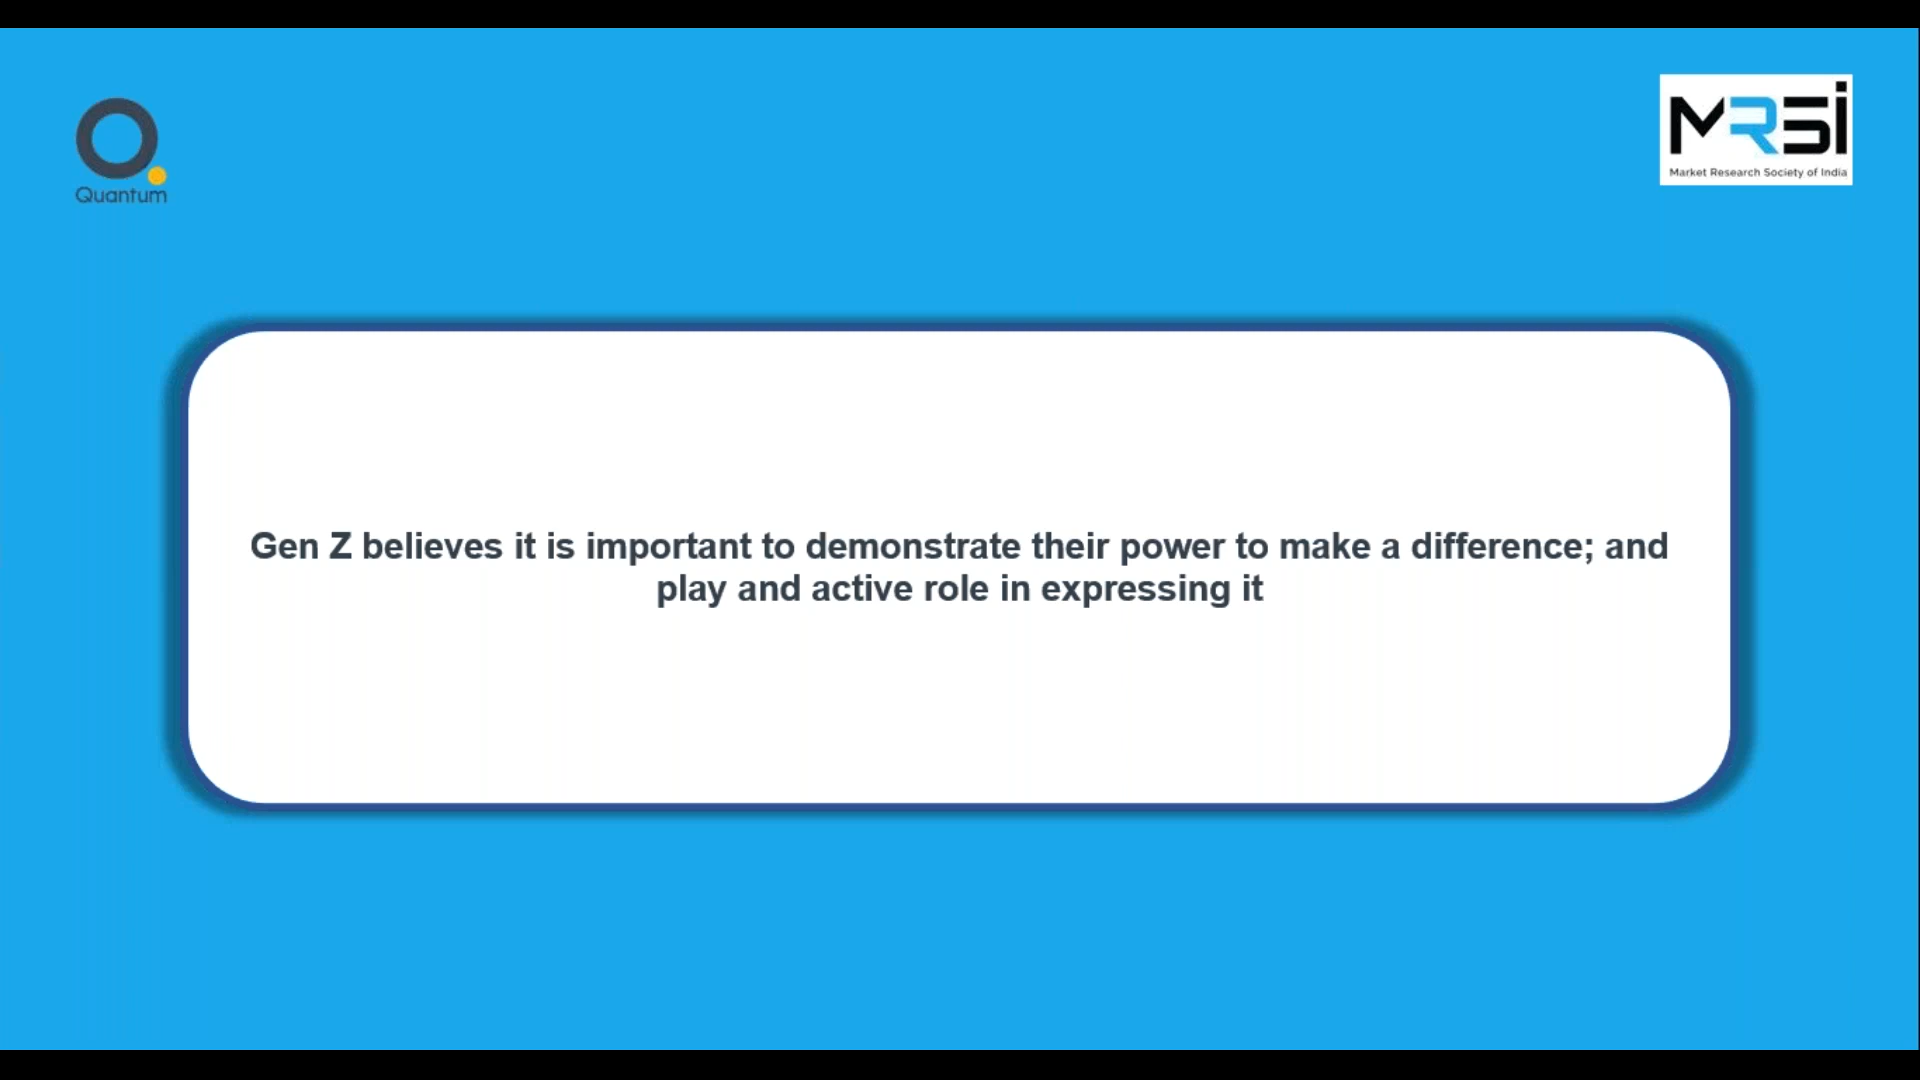 Quantum
MRSi
Market Research Society of India
Gen Z believes it is important to demonstrate their power to make a difference; and
play and active role in expressing it